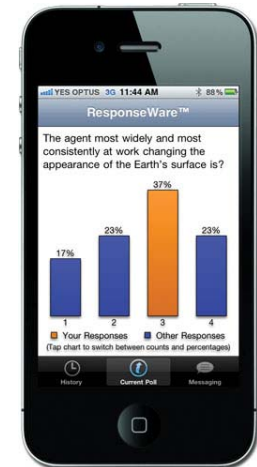 YES OPTUS 3G 11:44 AM 88%
ResponseWare™
The agent most widely and most
consistently at work changing the
appearance of the Earth's surface is?
37%
23%
23%
17%
1 2 3 4
Your Responses Other Responses
(Tap chart to switch between counts and percentages)
History Current Poll Messaging